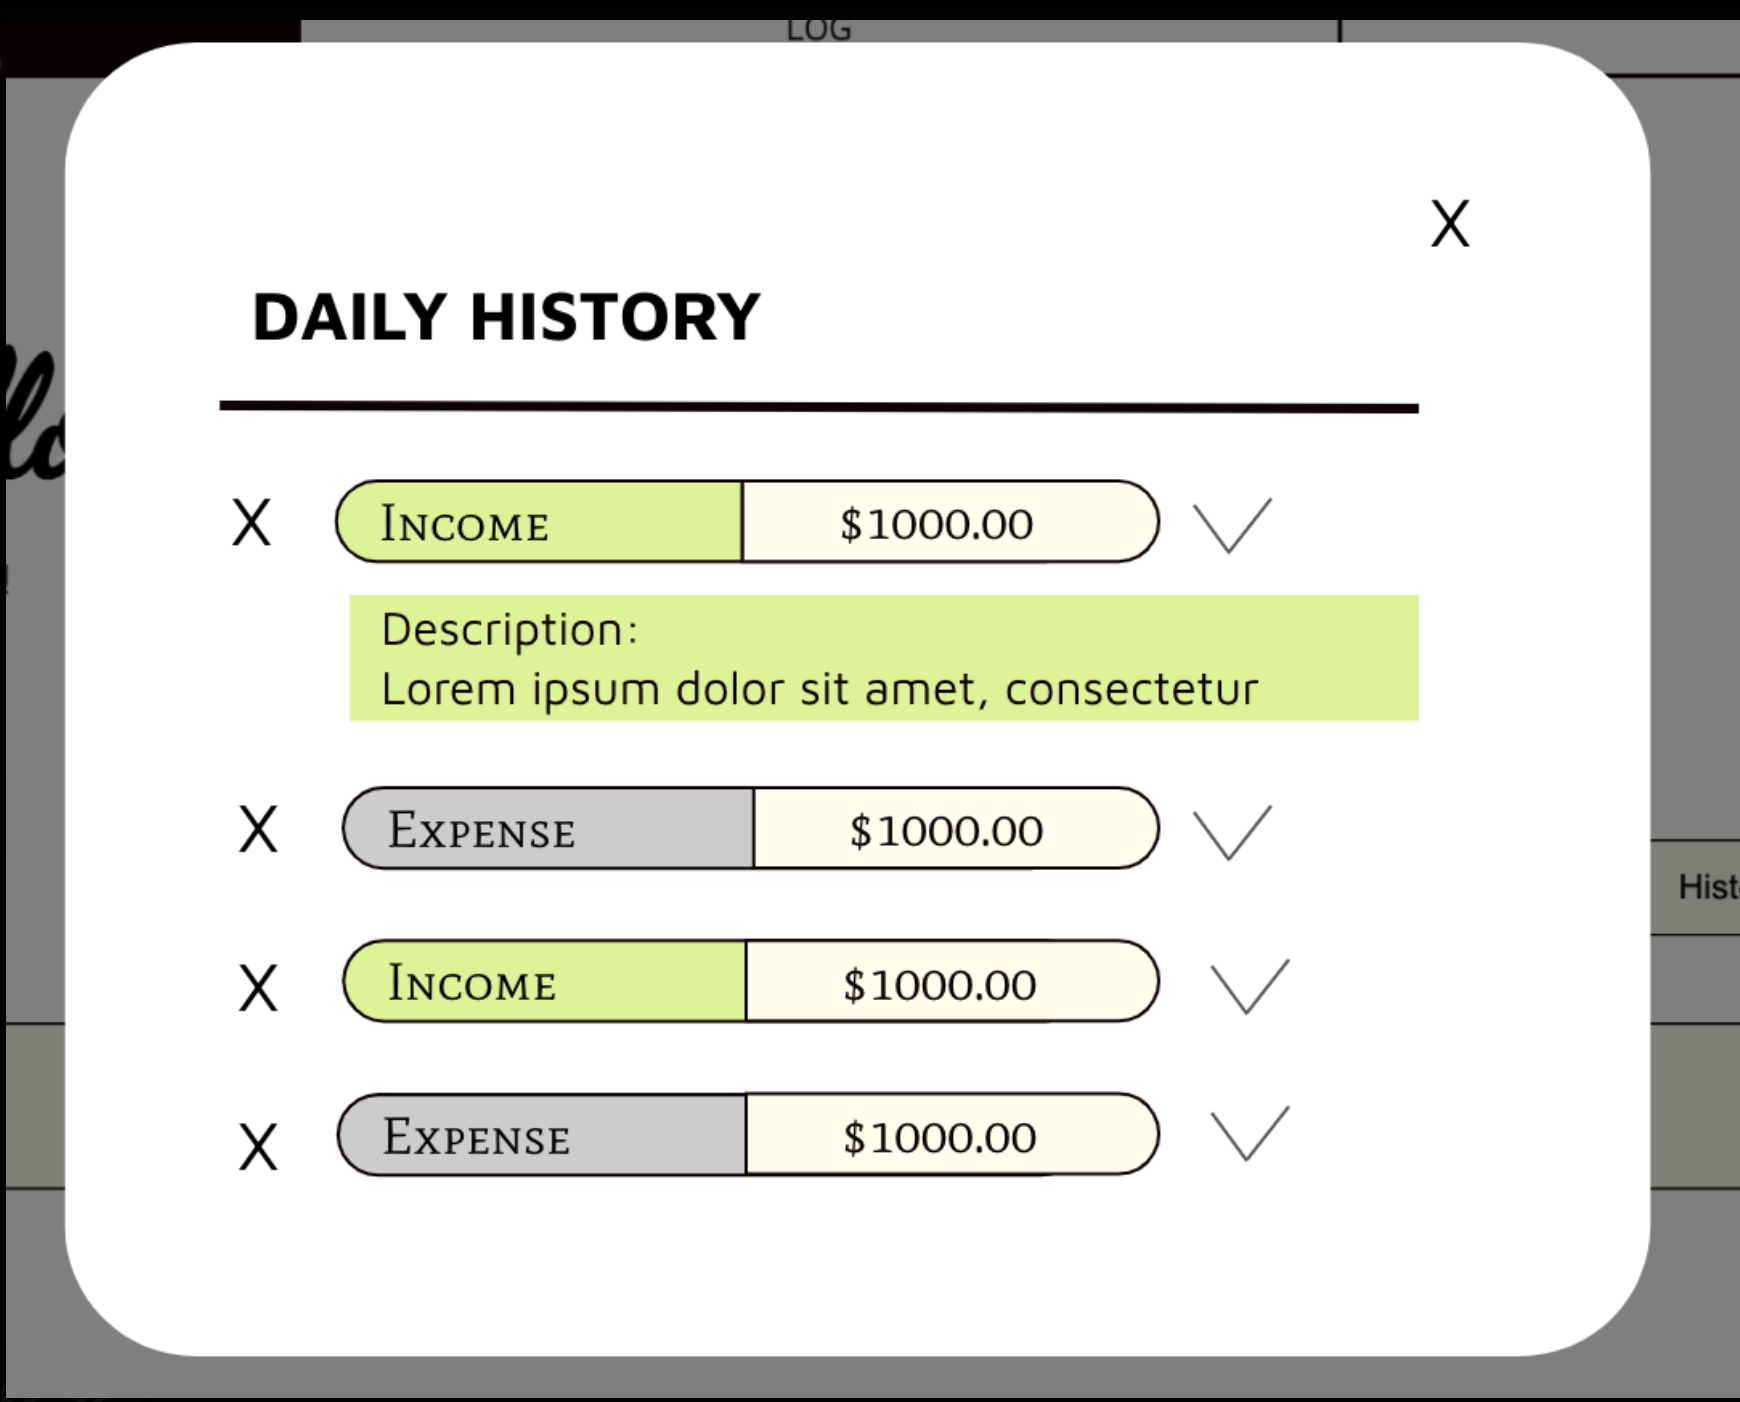 LOG
X
DAILY HISTORY
X INCOME $1000.00
Description:
Lorem ipsum dolor sit amet, consectetur
X EXPENSE $1000.00
X INCOME $1000.00
X EXPENSE $1000.00